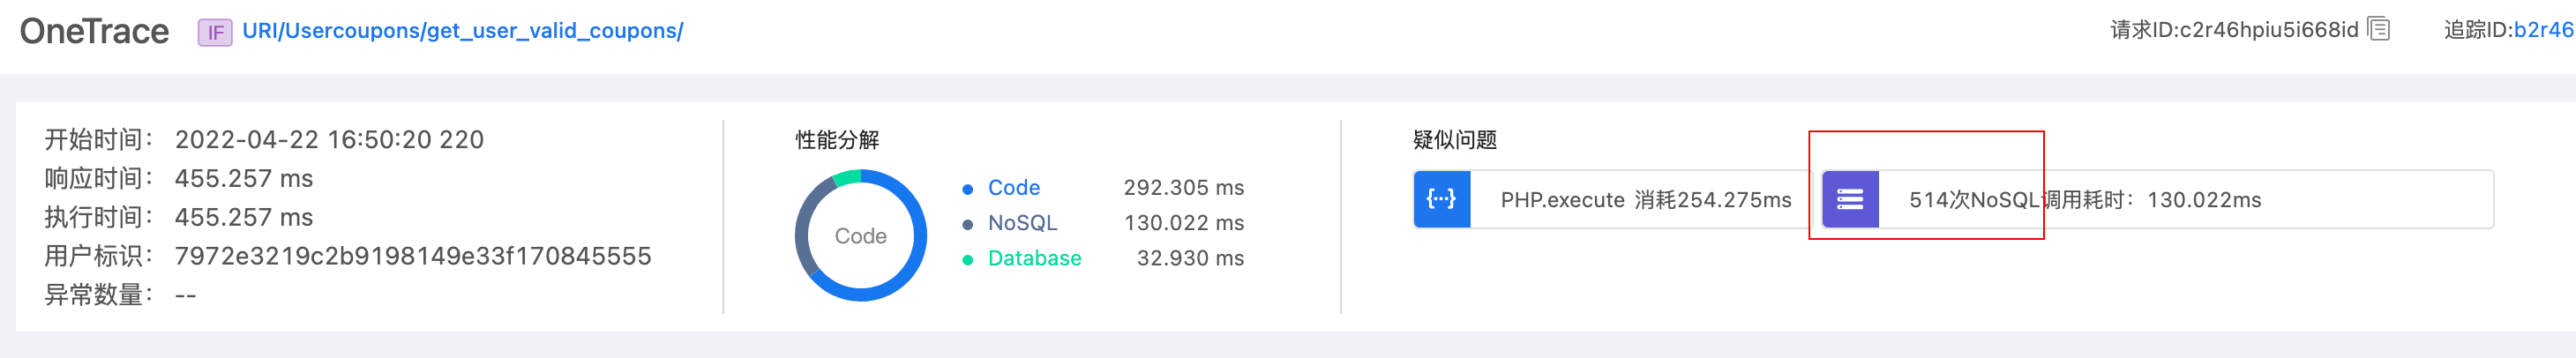 OneTrace IF URI/Usercoupons/get_user_valid_coupons/ 请求ID:c2r46hpiu5i668id 追踪ID:b2r46
开始时间： 2022-04-22 16:50:20 220
响应时间： 455.257 ms
执行时间： 455.257 ms
用户标识： 7972e3219c2b9198149e33f170845555
异常数量： --
性能分解
Code
Code 292.305 ms
NoSQL 130.022 ms
Database 32.930 ms
疑似问题
{···} PHP.execute 消耗254.275ms
514次NoSQL调用耗时：130.022ms